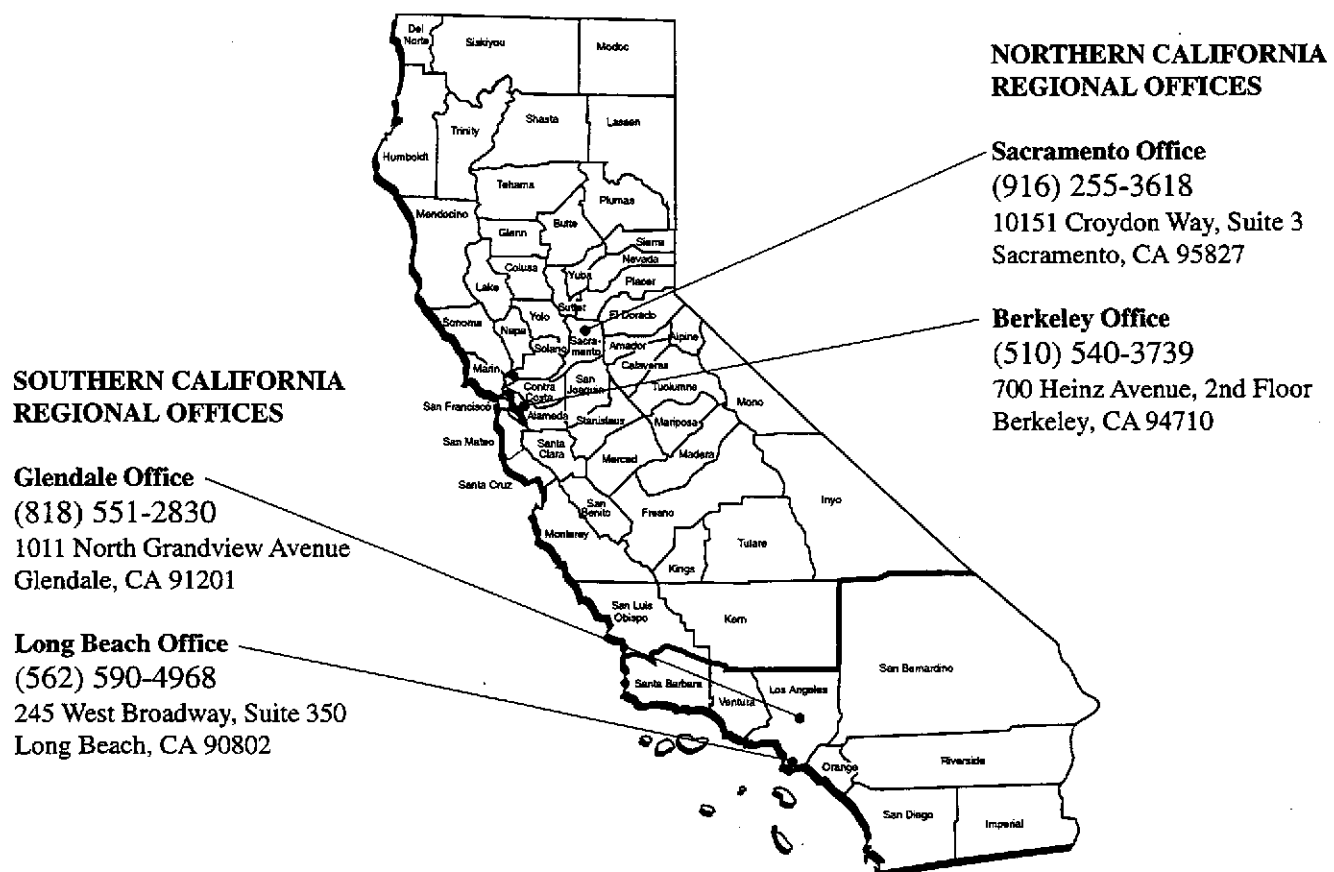 NORTHERN CALIFORNIA
REGIONAL OFFICES
Sacramento Office
(916) 255-3618
10151 Croydon Way, Suite 3
Sacramento, CA 95827
Berkeley Office
(510) 540-3739
700 Heinz Avenue, 2nd Floor
Berkeley, CA 94710
SOUTHERN CALIFORNIA
REGIONAL OFFICES
Glendale Office
(818) 551-2830
1011 North Grandview Avenue
Glendale, CA 91201
Long Beach Office
(562) 590-4968
245 West Broadway, Suite 350
Long Beach, CA 90802
Del
Norte
Siskiyou
Modoc
Humboldt
Trinity
Shasta
Lassen
Tehama
Plumas
Mendocino
Glenn
Butte
Sierra
Nevada
Placer
Lake
Colusa
Yuba
Sutter
El Dorado
Sonoma
Napa
Yolo
Solano
Sacra-
mento
Amador
Alpine
Calaveras
Marin
Contra
Costa
San
Joaquin
Tuolumne
Mono
San Francisco
Alameda
Stanislaus
Mariposa
San Mateo
Santa
Clara
Merced
Madera
Santa Cruz
San
Benito
Fresno
Inyo
Monterey
Kings
Tulare
San Luis
Obispo
Kern
San Bernardino
Santa Barbara
Ventura
Los Angeles
Orange
Riverside
San Diego
Imperial